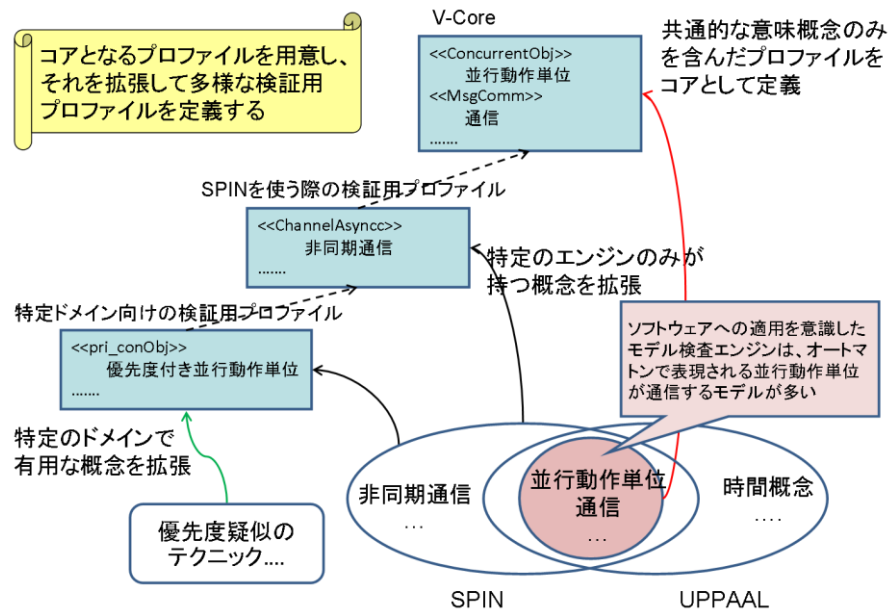 V-Core
コアとなるプロファイルを用意し、
それを拡張して多様な検証用
プロファイルを定義する
<<ConcurrentObj>>
並行動作単位
<<MsgComm>>
通信
.......
共通的な意味概念のみ
を含んだプロファイルを
コアとして定義
SPINを使う際の検証用プロファイル
<<ChannelAsyncc>>
非同期通信
.......
特定のエンジンのみが
持つ概念を拡張
特定ドメイン向けの検証用プロファイル
<<pri_conObj>>
優先度付き並行動作単位
.......
ソフトウェアへの適用を意識した
モデル検査エンジンは、オートマ
トンで表現される並行動作単位
が通信するモデルが多い
特定のドメインで
有用な概念を拡張
優先度疑似の
テクニック....
非同期通信
...
並行動作単位
通信
...
時間概念
....
SPIN
UPPAAL